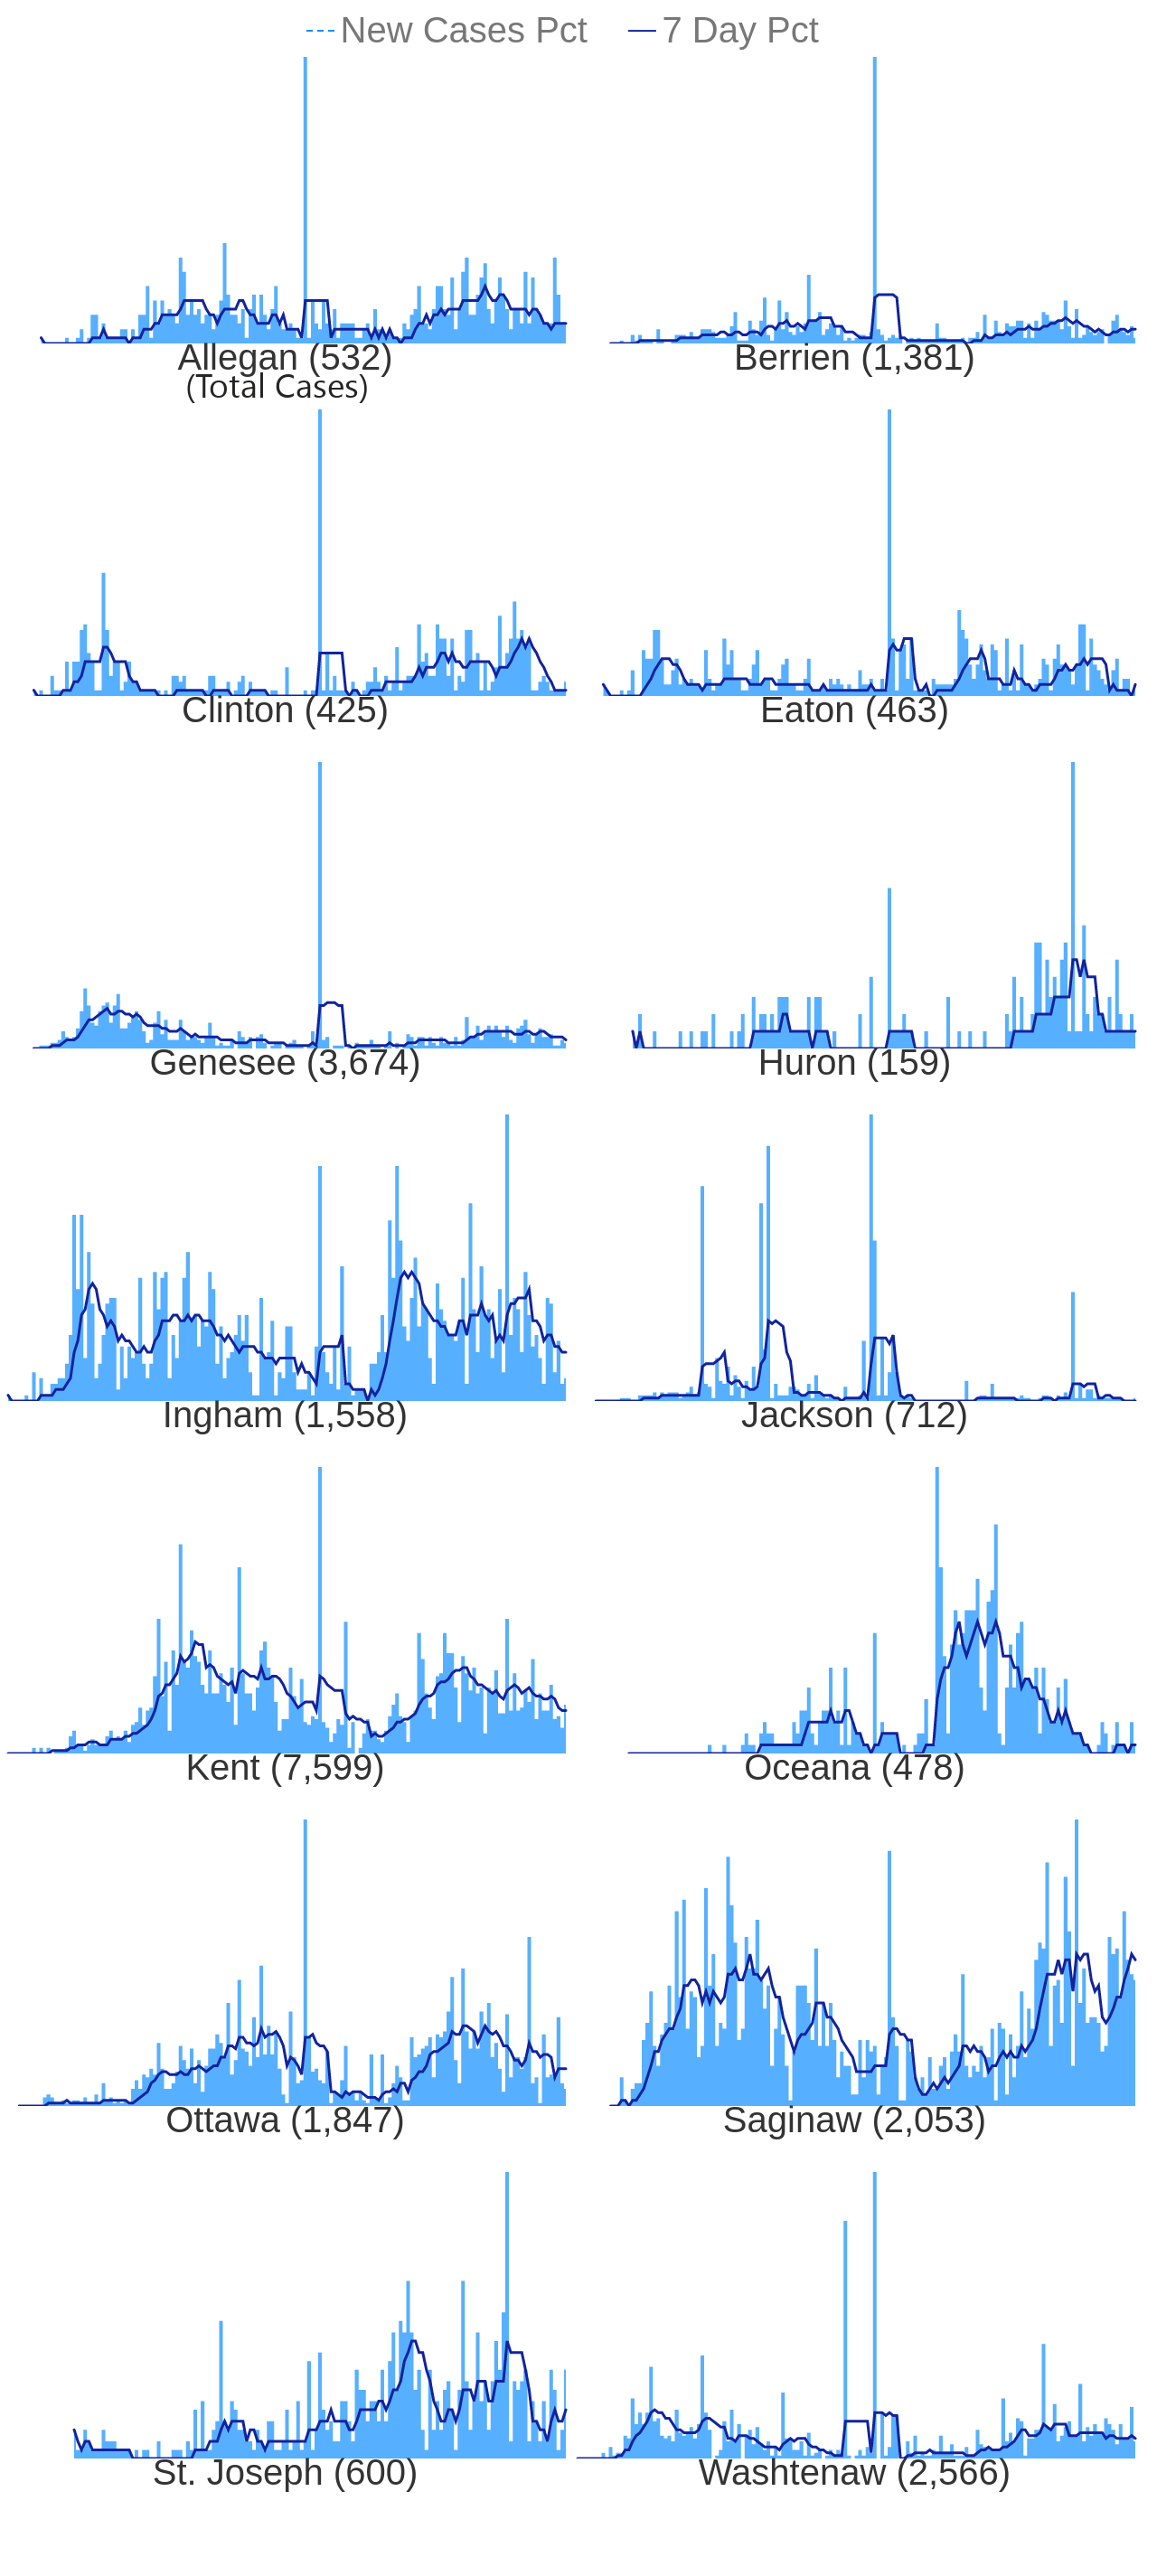 New Cases Pct 7 Day Pct
Allegan (532) Berrien (1,381)
(Total Cases)
Clinton (425) Eaton (463)
Genesee (3,674) Huron (159)
Ingham (1,558) Jackson (712)
Kent (7,599) Oceana (478)
Ottawa (1,847) Saginaw (2,053)
St. Joseph (600) Washtenaw (2,566)